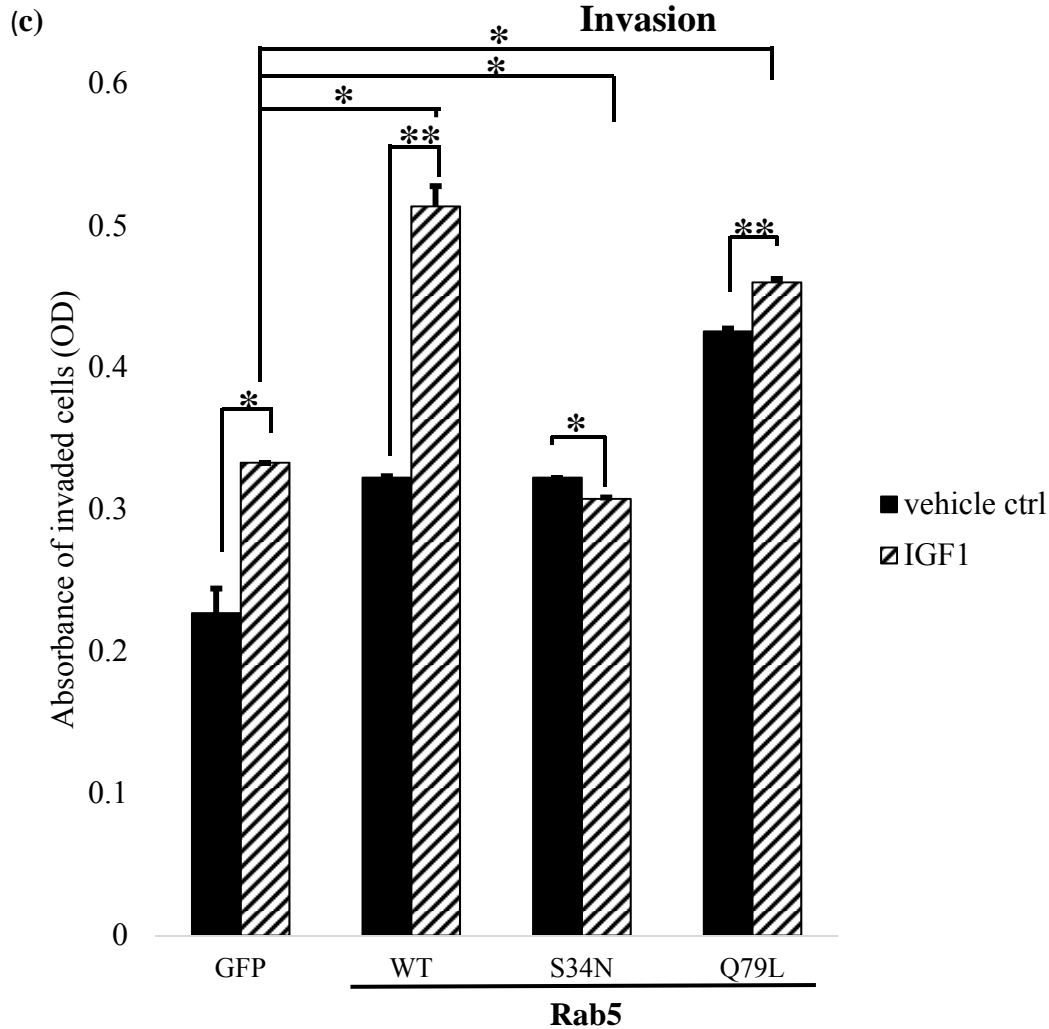 (c)
Invasion
*
*
*
**
**
*
*
0.6
0.5
0.4
0.3
0.2
0.1
0
Absorbance of invaded cells (OD)
vehicle ctrl
IGF1
GFP WT S34N Q79L
Rab5